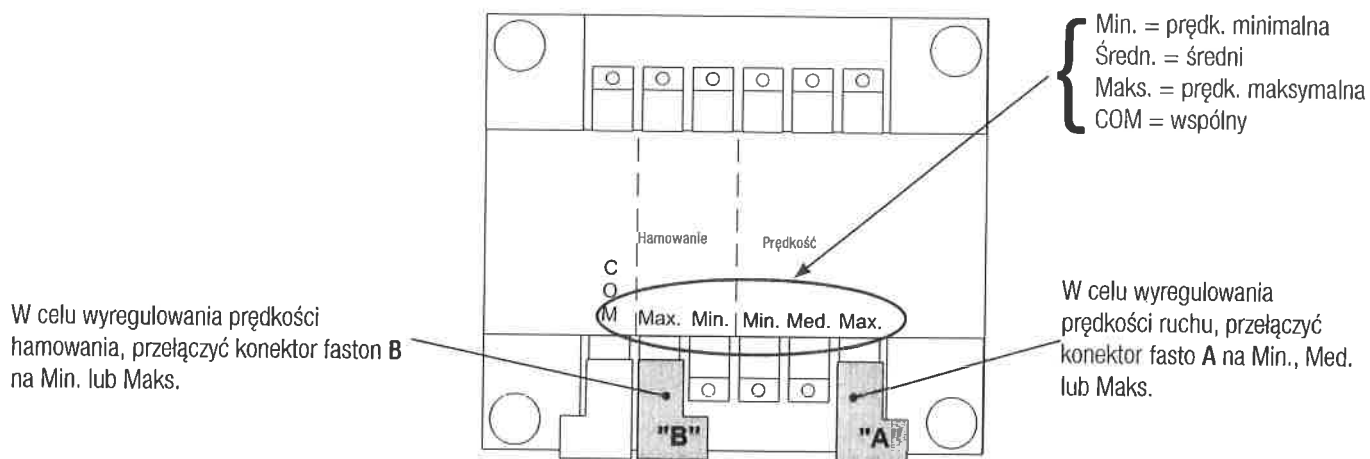 Min. = prędk. minimalna
Średn. = średni
Maks. = prędk. maksymalna
COM = wspólny
Hamowanie
Prędkość
COM
Max. Min. Min. Med. Max.
W celu wyregulowania prędkości
hamowania, przełączyć konektor faston B
na Min. lub Maks.
W celu wyregulowania
prędkości ruchu, przełączyć
konektor fasto A na Min., Med.
lub Maks.
"B"
"A